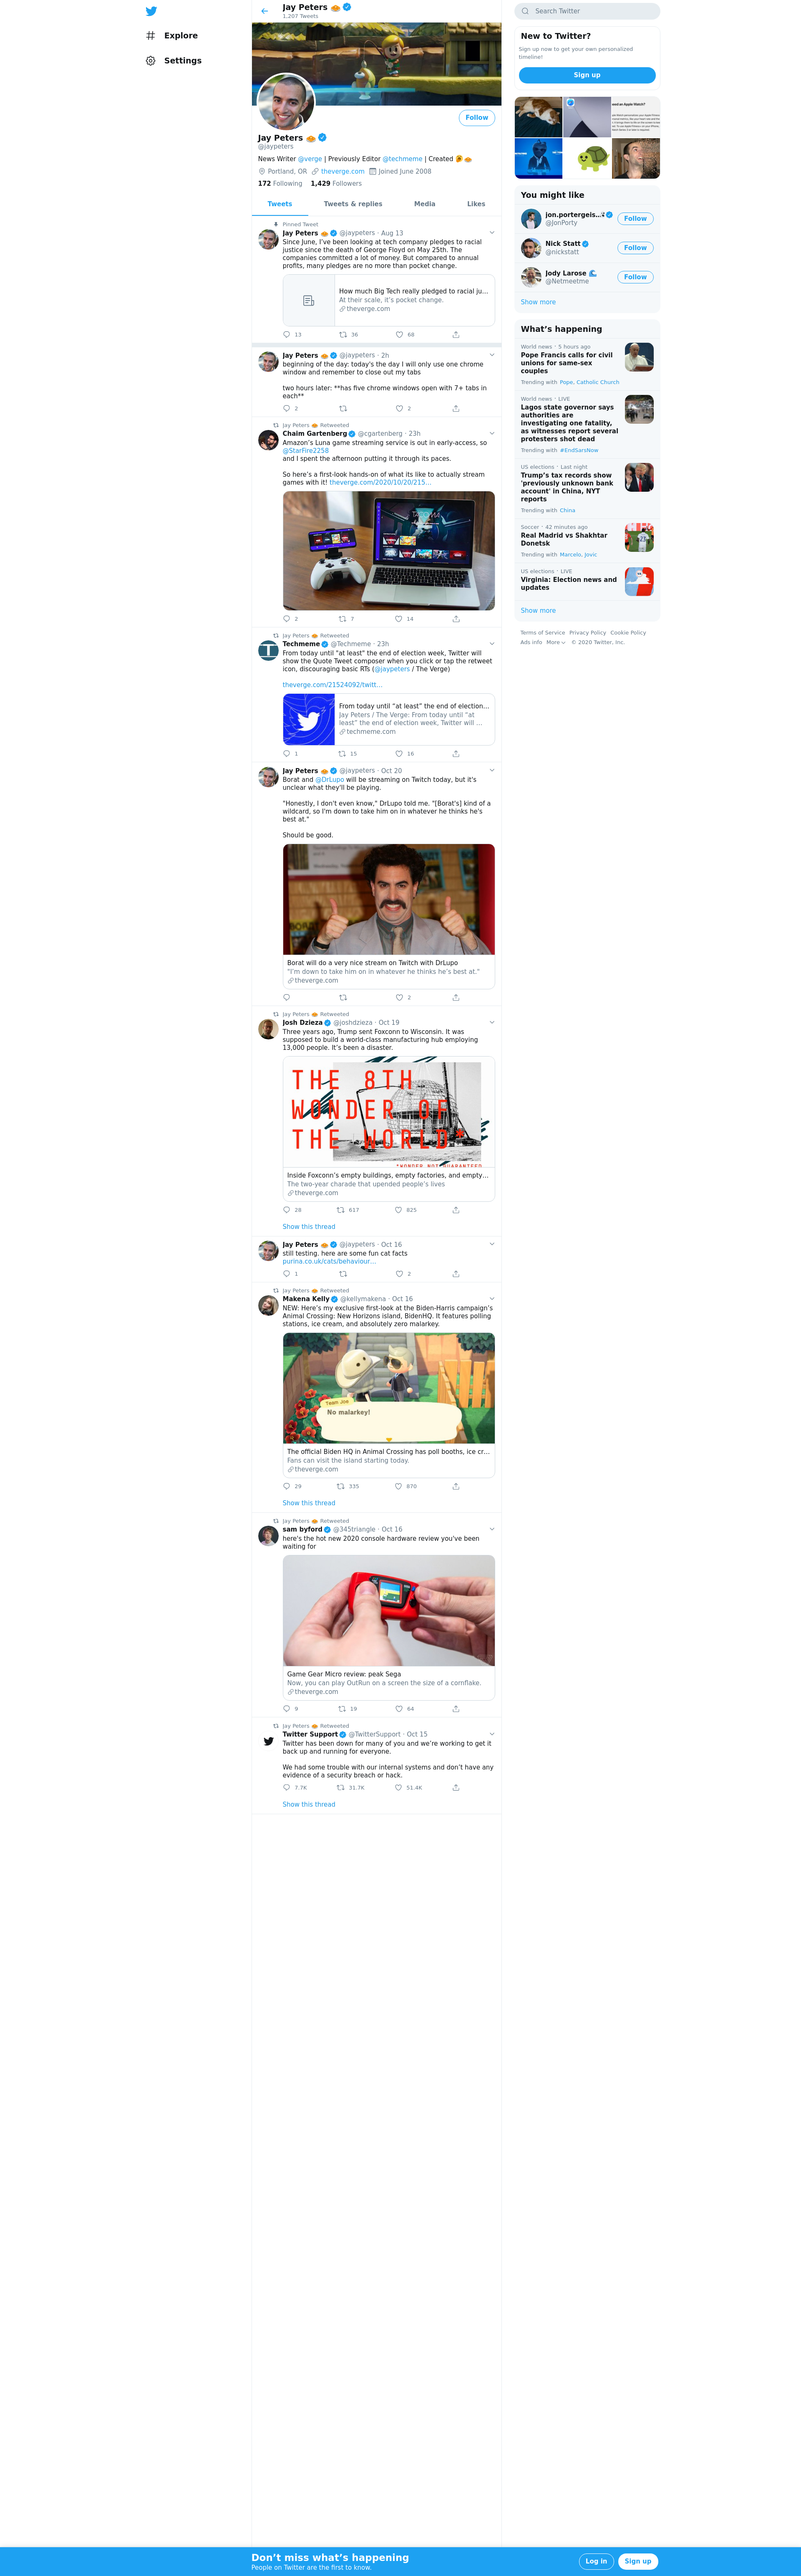 Explore
Settings
Jay Peters
1,207 Tweets
Follow
Jay Peters
@jaypeters
News Writer @verge | Previously Editor @techmeme | Created
Portland, OR theverge.com Joined June 2008
172 Following 1,429 Followers
Tweets Tweets & replies Media Likes
Pinned Tweet
Jay Peters @jaypeters · Aug 13
Since June, I've been looking at tech company pledges to racial
justice since the death of George Floyd on May 25th. The
companies committed a lot of money. But compared to annual
profits, many pledges are no more than pocket change.
How much Big Tech really pledged to racial ju…
At their scale, it's pocket change.
theverge.com
13 36 68
Jay Peters @jaypeters · 2h
beginning of the day: today's the day I will only use one chrome
window and remember to close out my tabs
two hours later: **has five chrome windows open with 7+ tabs in
each**
2 2
Jay Peters Retweeted
Chaim Gartenberg @cgartenberg · 23h
Amazon's Luna game streaming service is out in early-access, so
@StarFire2258
and I spent the afternoon putting it through its paces.
So here's a first-look hands-on of what its like to actually stream
games with it! theverge.com/2020/10/20/215…
2 7 14
Jay Peters Retweeted
Techmeme @Techmeme · 23h
From today until "at least" the end of election week, Twitter will
show the Quote Tweet composer when you click or tap the retweet
icon, discouraging basic RTs (@jaypeters / The Verge)
theverge.com/21524092/twitt…
From today until "at least" the end of election…
Jay Peters / The Verge: From today until "at
least" the end of election week, Twitter will …
techmeme.com
1 15 16
Jay Peters @jaypeters · Oct 20
Borat and @DrLupo will be streaming on Twitch today, but it's
unclear what they'll be playing.
"Honestly, I don't even know," DrLupo told me. "[Borat's] kind of a
wildcard, so I'm down to take him on in whatever he thinks he's
best at."
Should be good.
Borat will do a very nice stream on Twitch with DrLupo
"I'm down to take him on in whatever he thinks he's best at."
theverge.com
2
Jay Peters Retweeted
Josh Dzieza @joshdzieza · Oct 19
Three years ago, Trump sent Foxconn to Wisconsin. It was
supposed to build a world-class manufacturing hub employing
13,000 people. It's been a disaster.
THE 8TH
WONDER OF
THE WORLD*
*WONDER NOT GUARANTEED
Inside Foxconn's empty buildings, empty factories, and empty…
The two-year charade that upended people's lives
theverge.com
28 617 825
Show this thread
Jay Peters @jaypeters · Oct 16
still testing. here are some fun cat facts
purina.co.uk/cats/behaviour…
1 2
Jay Peters Retweeted
Makena Kelly @kellymakena · Oct 16
NEW: Here's my exclusive first-look at the Biden-Harris campaign's
Animal Crossing: New Horizons island, BidenHQ. It features polling
stations, ice cream, and absolutely zero malarkey.
Team Joe
No malarkey!
The official Biden HQ in Animal Crossing has poll booths, ice cr…
Fans can visit the island starting today.
theverge.com
29 335 870
Show this thread
Jay Peters Retweeted
sam byford @345triangle · Oct 16
here's the hot new 2020 console hardware review you've been
waiting for
Game Gear Micro review: peak Sega
Now, you can play OutRun on a screen the size of a cornflake.
theverge.com
9 19 64
Jay Peters Retweeted
Twitter Support @TwitterSupport · Oct 15
Twitter has been down for many of you and we're working to get it
back up and running for everyone.
We had some trouble with our internal systems and don't have any
evidence of a security breach or hack.
7.7K 31.7K 51.4K
Show this thread
Search Twitter
New to Twitter?
Sign up now to get your own personalized
timeline!
Sign up
You might like
jon.portergeis…
@JonPorty
Follow
Nick Statt
@nickstatt
Follow
Jody Larose
@Netmeetme
Follow
Show more
What's happening
World news · 5 hours ago
Pope Francis calls for civil
unions for same-sex
couples
Trending with Pope, Catholic Church
World news · LIVE
Lagos state governor says
authorities are
investigating one fatality,
as witnesses report several
protesters shot dead
Trending with #EndSarsNow
US elections · Last night
Trump's tax records show
'previously unknown bank
account' in China, NYT
reports
Trending with China
Soccer · 42 minutes ago
Real Madrid vs Shakhtar
Donetsk
Trending with Marcelo, Jovic
US elections · LIVE
Virginia: Election news and
updates
Show more
Terms of Service Privacy Policy Cookie Policy
Ads info More © 2020 Twitter, Inc.
Don't miss what's happening
People on Twitter are the first to know.
Log in Sign up